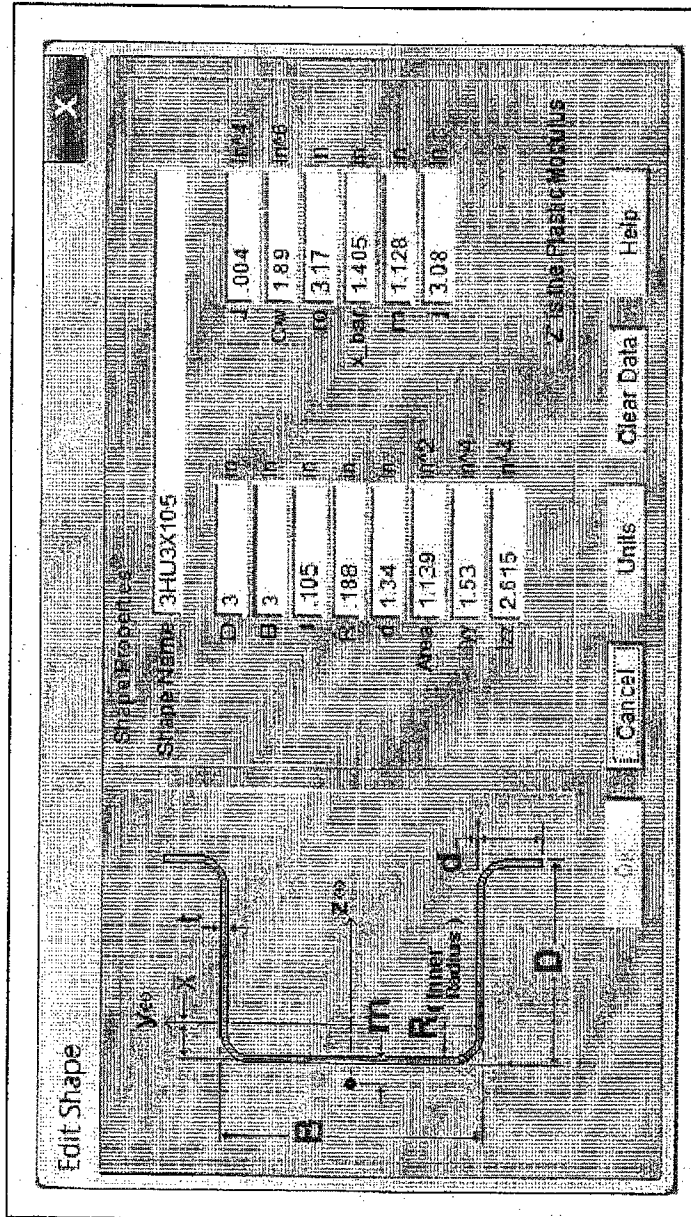 Edit Shape
X
Shape Properties
Shape Name 3HU3X105
D 3 in
B 3 in
t .105 in
R .188 in
d 1.34 in
Area 1.139 in^2
Iyy 1.53 in^4
Izz 2.615 in^4
J .004 in^4
Cw 1.89 in^6
ro 3.17 in
x_bar 1.405 in
m 1.128 in
j 3.08 in
Z is the Plastic Modulus
y
X
t
B
z
m
R (Inner
Radius)
d
D
Ok
Cancel
Units
Clear Data
Help